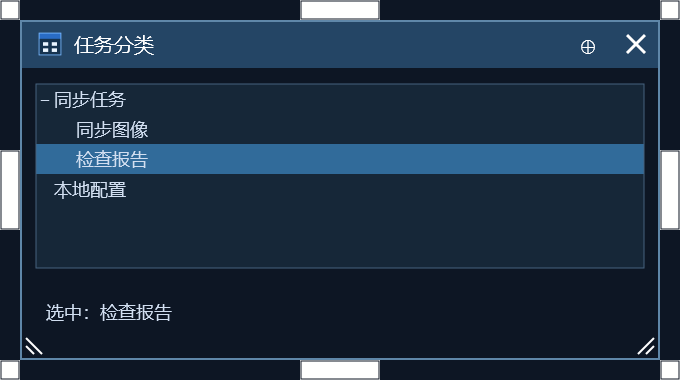 任务分类
同步任务
同步图像
检查报告
本地配置
选中：检查报告